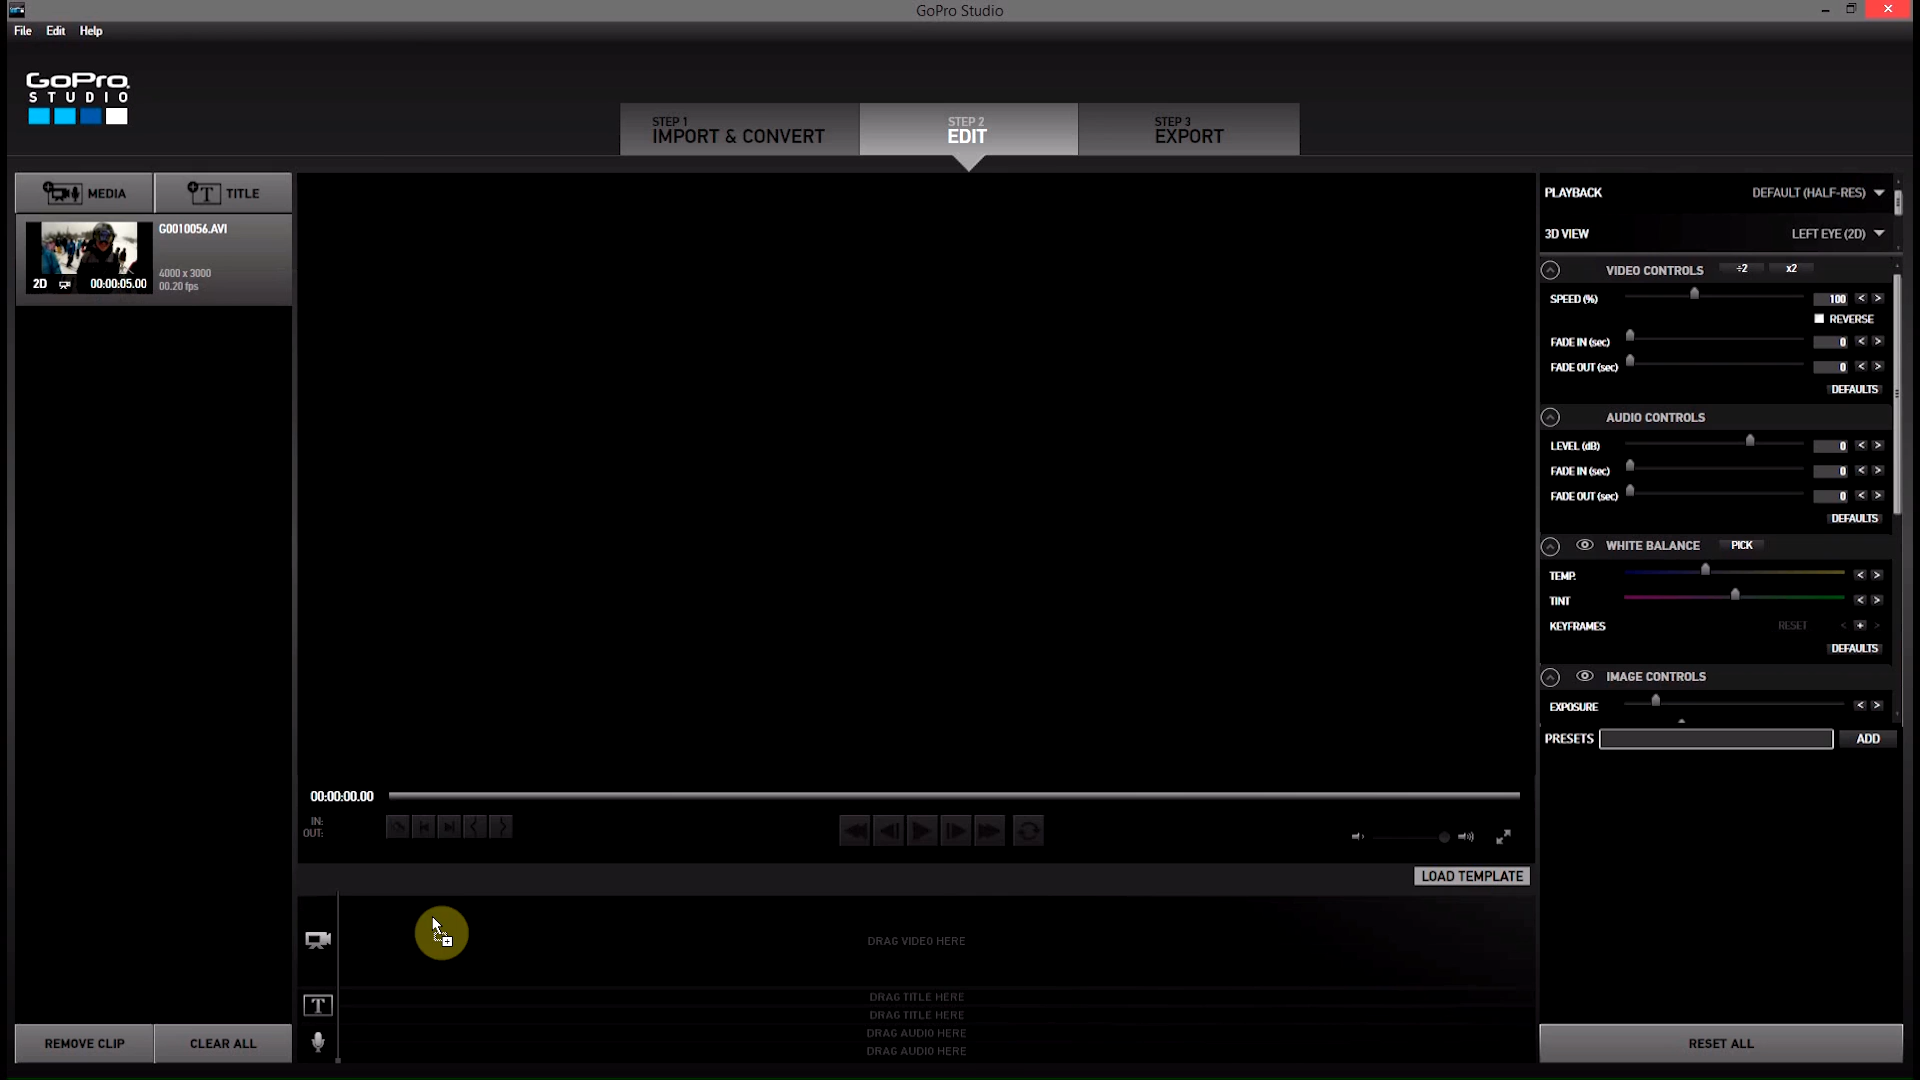 GoPro Studio
File Edit Help
GoPro
STUDIO
STEP 1
IMPORT & CONVERT
STEP 2
EDIT
STEP 3
EXPORT
MEDIA
TITLE
G0010056.AVI
4000 x 3000
00.20 fps
2D 00:00:05.00
PLAYBACK DEFAULT (HALF-RES)
3D VIEW LEFT EYE (2D)
VIDEO CONTROLS ÷2 x2
SPEED (%) 100 < >
REVERSE
FADE IN (sec) 0 < >
FADE OUT (sec) 0 < >
DEFAULTS
AUDIO CONTROLS
LEVEL (dB) 0 < >
FADE IN (sec) 0 < >
FADE OUT (sec) 0 < >
DEFAULTS
WHITE BALANCE PICK
TEMP. < >
TINT < >
KEYFRAMES RESET < + >
DEFAULTS
IMAGE CONTROLS
EXPOSURE < >
PRESETS ADD
00:00:00.00
IN:
OUT:
LOAD TEMPLATE
DRAG VIDEO HERE
T
DRAG TITLE HERE
DRAG TITLE HERE
DRAG AUDIO HERE
DRAG AUDIO HERE
REMOVE CLIP
CLEAR ALL
RESET ALL